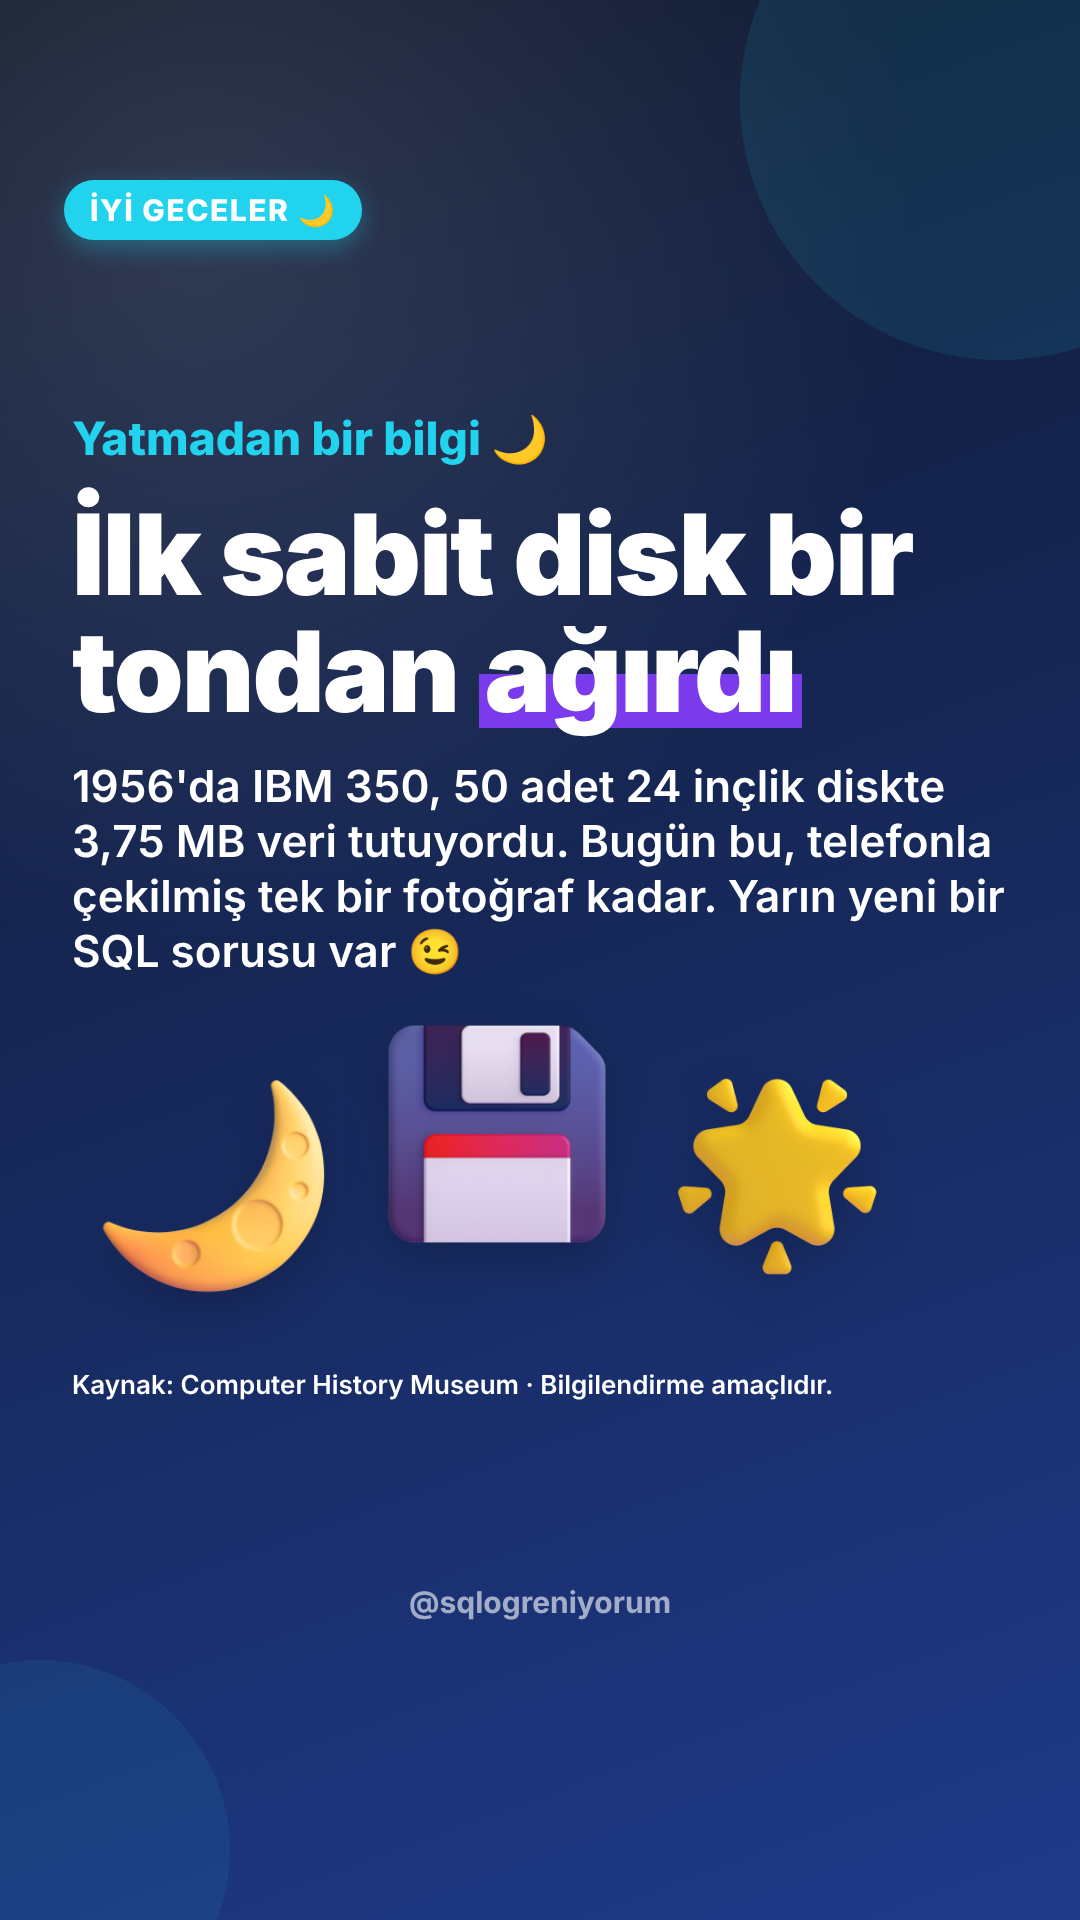 İYİ GECELER 🌙
Yatmadan bir bilgi 🌙
İlk sabit disk bir
tondan ağırdı
1956'da IBM 350, 50 adet 24 inçlik diskte
3,75 MB veri tutuyordu. Bugün bu, telefonla
çekilmiş tek bir fotoğraf kadar. Yarın yeni bir
SQL sorusu var 😉
Kaynak: Computer History Museum · Bilgilendirme amaçlıdır.
@sqlogreniyorum